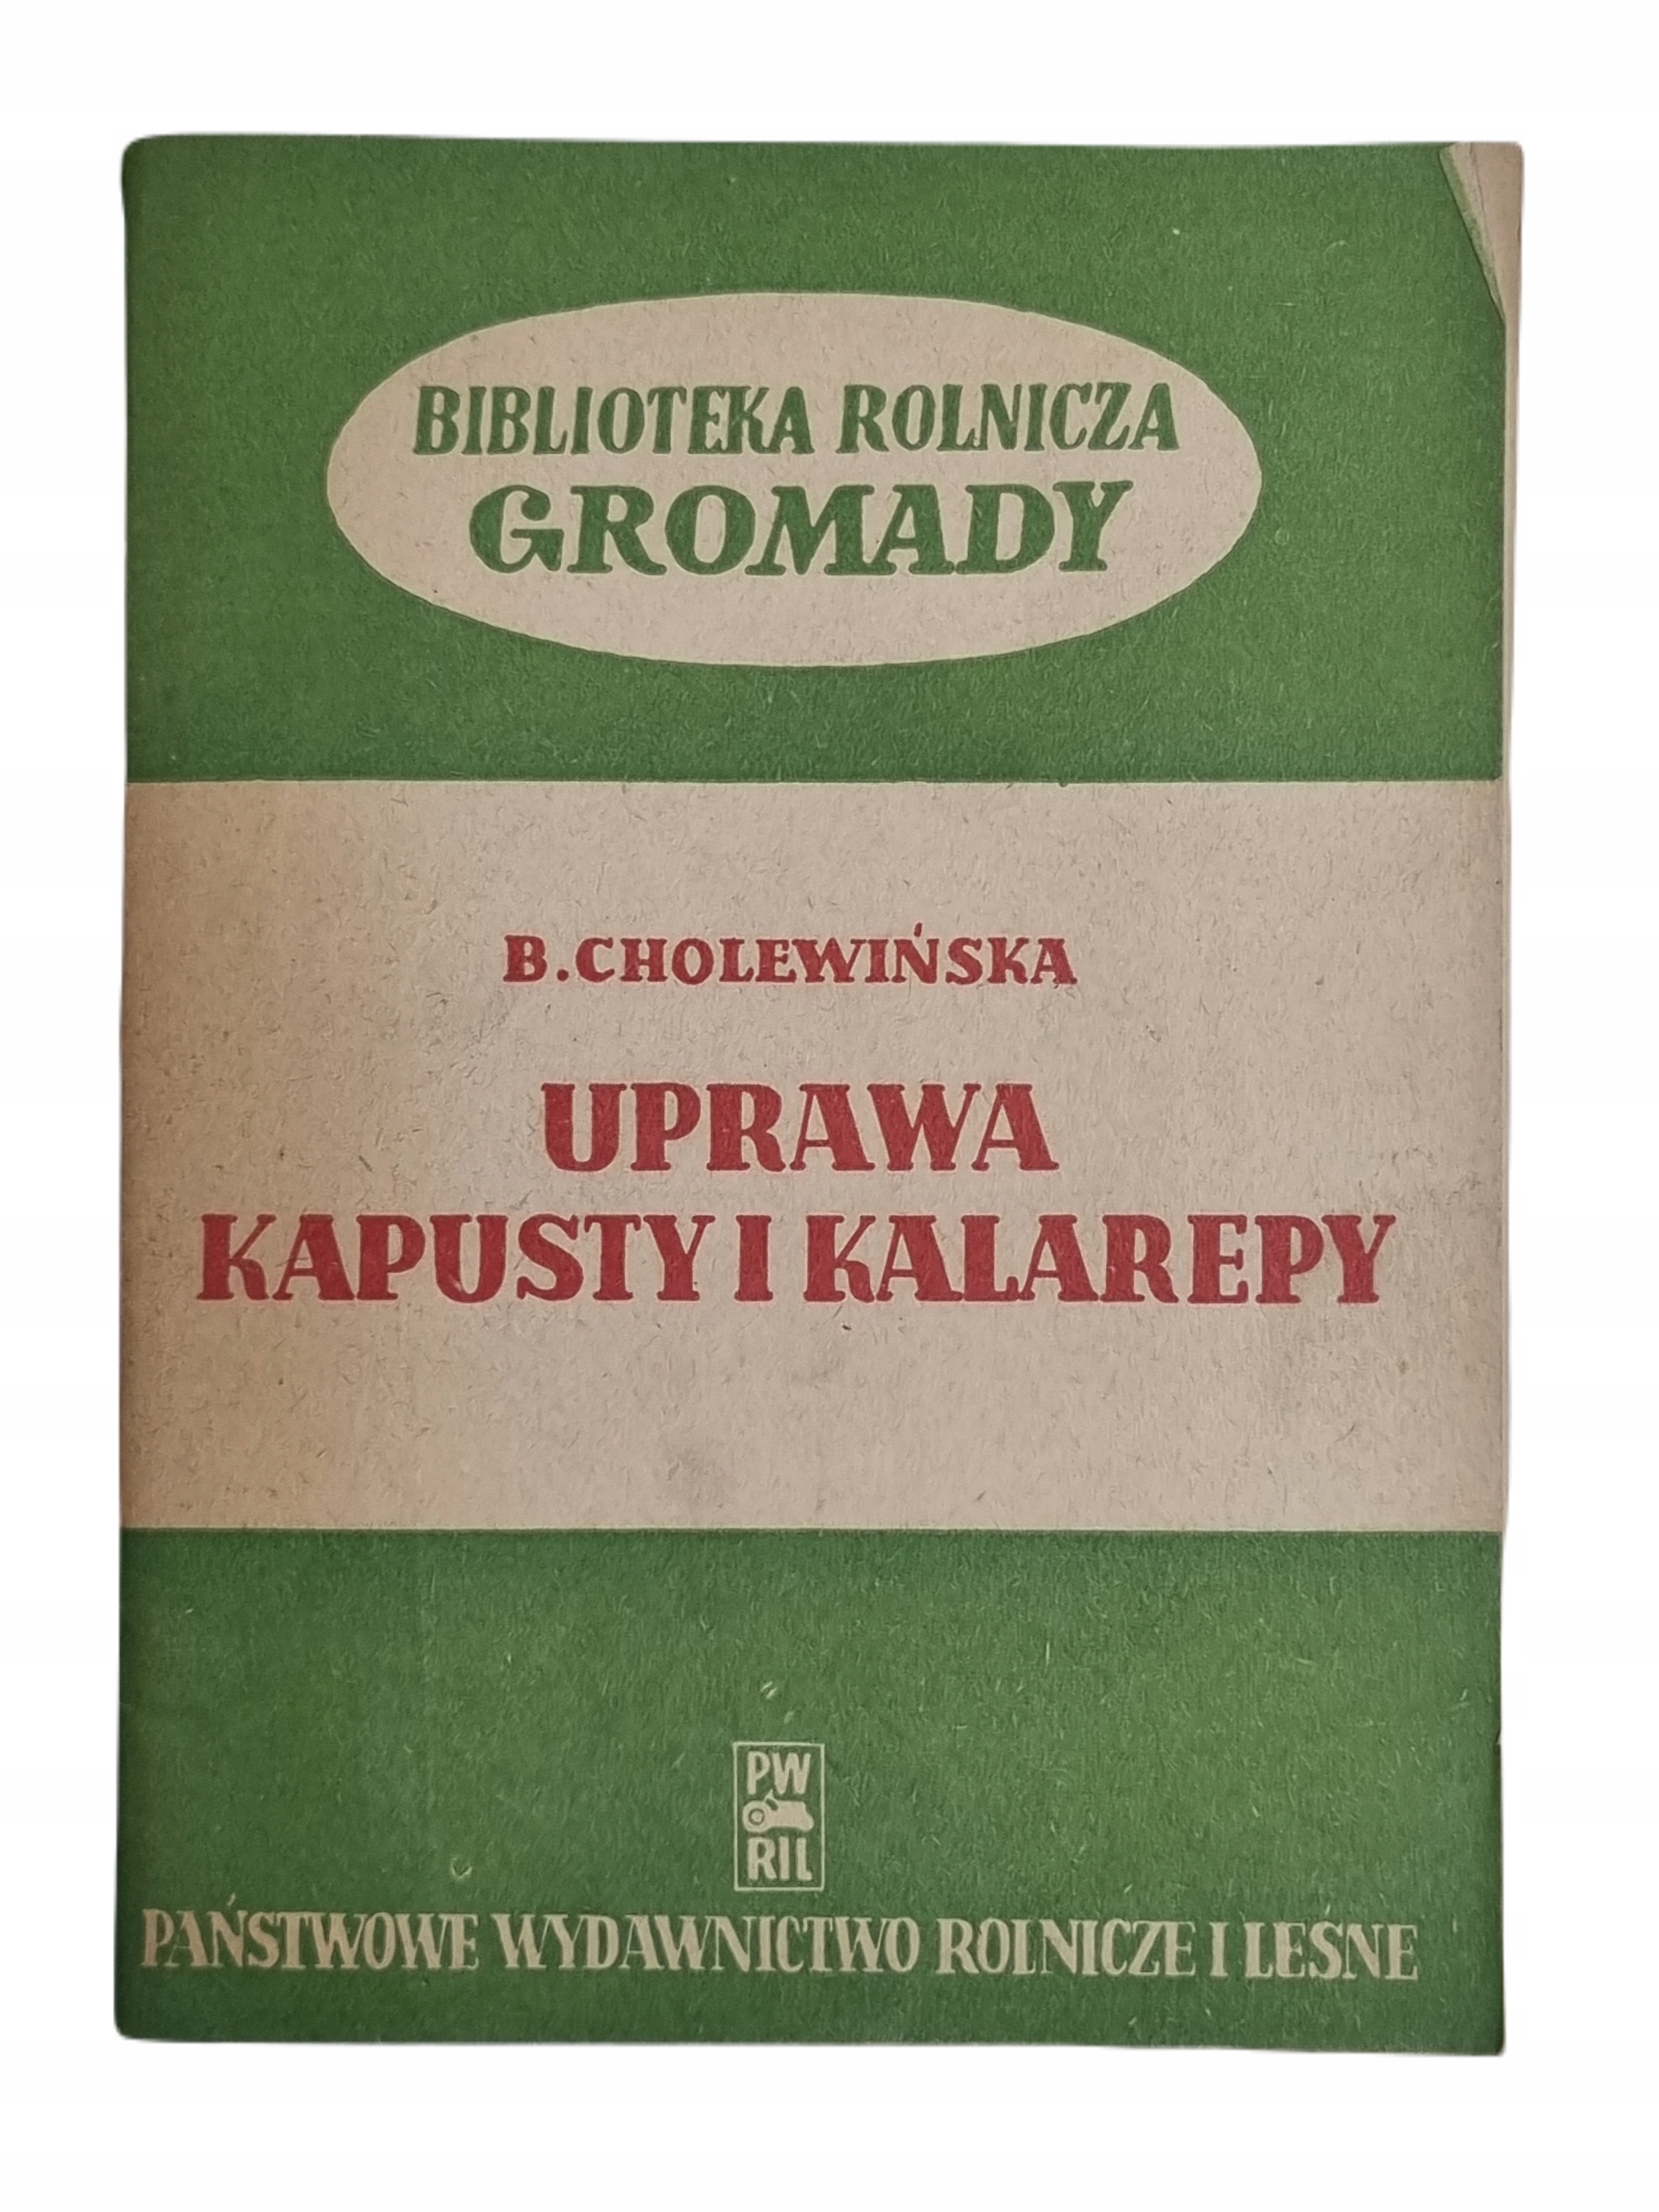 BIBLIOTEKA ROLNICZA
GROMADY
B. CHOLEWIŃSKA
UPRAWA
KAPUSTY I KALAREPY
PW
RIL
PAŃSTWOWE WYDAWNICTWO ROLNICZE I LEŚNE